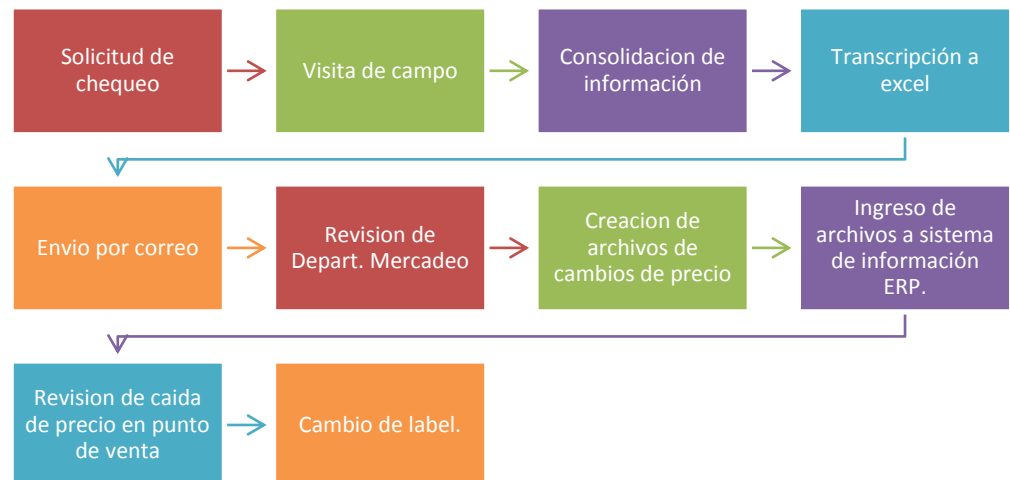 Solicitud de
chequeo
Visita de campo
Consolidacion de
información
Transcripción a
excel
Envio por correo
Revision de
Depart. Mercadeo
Creacion de
archivos de
cambios de precio
Ingreso de
archivos a sistema
de información
ERP.
Revision de caida
de precio en punto
de venta
Cambio de label.